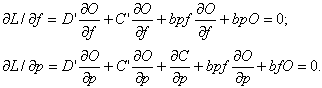 ∂L/∂f = D' ∂O/∂f + C' ∂O/∂f + bpf ∂O/∂f + bpO = 0;
∂L/∂p = D' ∂O/∂p + C' ∂O/∂p + ∂C/∂p + bpf ∂O/∂p + bfO = 0.